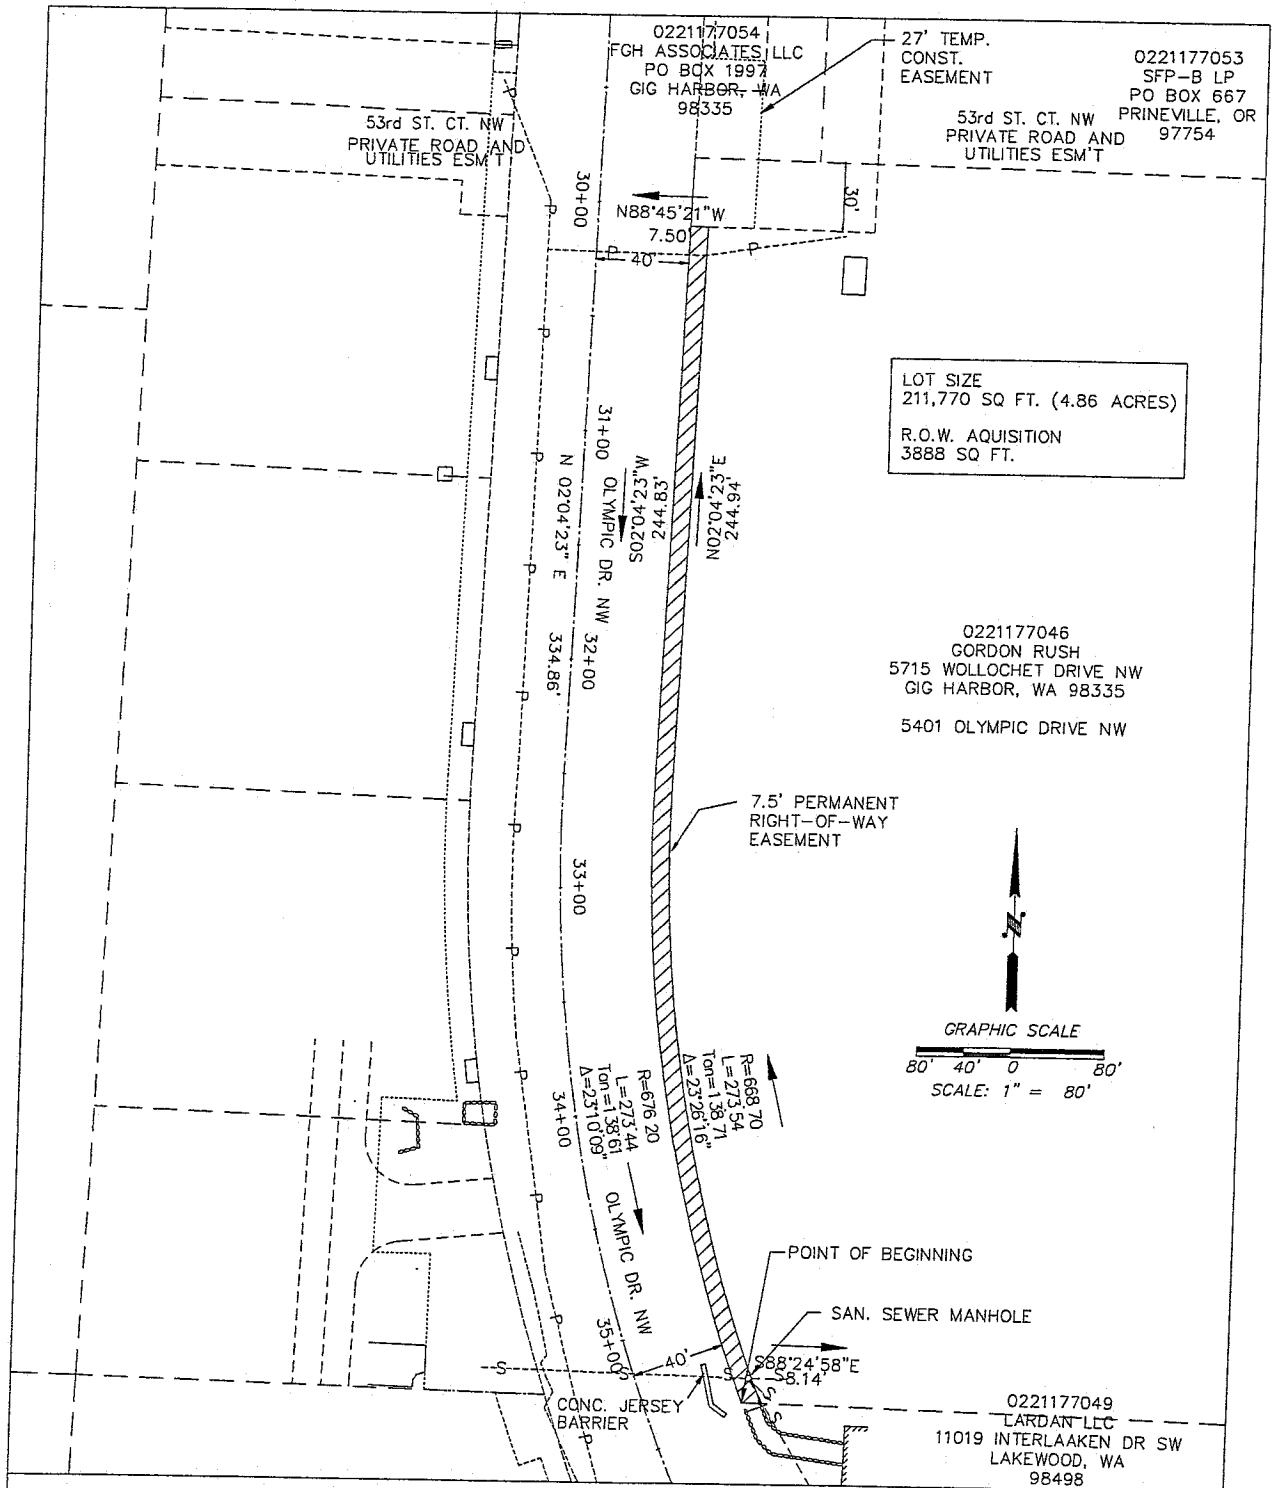 0221177054
FGH ASSOCIATES LLC
PO BOX 1997
GIG HARBOR, WA
98335
27' TEMP.
CONST.
EASEMENT
0221177053
SFP-B LP
PO BOX 667
PRINEVILLE, OR
97754
53rd ST. CT. NW
PRIVATE ROAD AND
UTILITIES ESM'T
53rd ST. CT. NW
PRIVATE ROAD AND
UTILITIES ESM'T
P
30+00
N88°45'21"W
7.50'
30'
P
P
P
40'
P
LOT SIZE
211,770 SQ FT. (4.86 ACRES)
R.O.W. AQUISITION
3888 SQ FT.
31+00
OLYMPIC DR. NW
S02°04'23"W
244.83'
N02°04'23"E
244.94'
P
N 02°04'23" E
334.86'
P
32+00
P
0221177046
GORDON RUSH
5715 WOLLOCHET DRIVE NW
GIG HARBOR, WA 98335
5401 OLYMPIC DRIVE NW
7.5' PERMANENT
RIGHT-OF-WAY
EASEMENT
P
33+00
P
N
GRAPHIC SCALE
80' 40' 0 80'
SCALE: 1" = 80'
P
34+00
R=676.20
L=273.44
Tan=138.61
Δ=23°10'09"
R=668.70
L=273.54
Tan=138.71
Δ=23°26'16"
P
OLYMPIC DR. NW
POINT OF BEGINNING
SAN. SEWER MANHOLE
P
35+00
40'
S
S
S
S88°24'58"E
8.14'
S
S
S
CONC. JERSEY
BARRIER
P
0221177049
LARDAN LLC
11019 INTERLAAKEN DR SW
LAKEWOOD, WA
98498